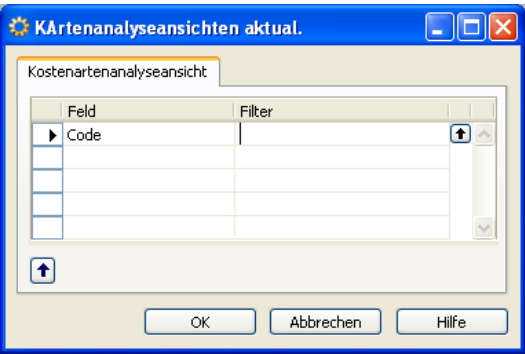 KArtenanalyseansichten aktual.
Kostenartenanalyseansicht
Feld Filter
Code
OK Abbrechen Hilfe